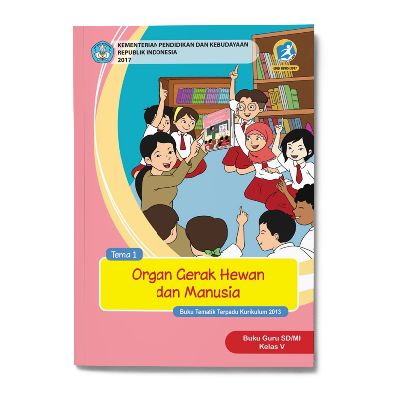 KEMENTERIAN PENDIDIKAN DAN KEBUDAYAAN
REPUBLIK INDONESIA
2017
Tema 1
Organ Gerak Hewan
dan Manusia
Buku Tematik Terpadu Kurikulum 2013
Buku Guru SD/MI
Kelas V